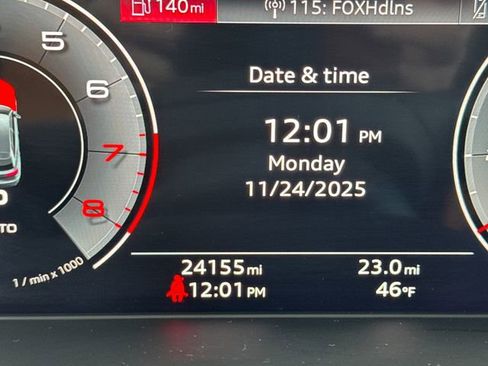 140 mi
115: FOXHdlns
Date & time
12:01 PM
Monday
11/24/2025
6
7
8
1 / min x 1000
24155 mi
23.0 mi
12:01 PM
46°F